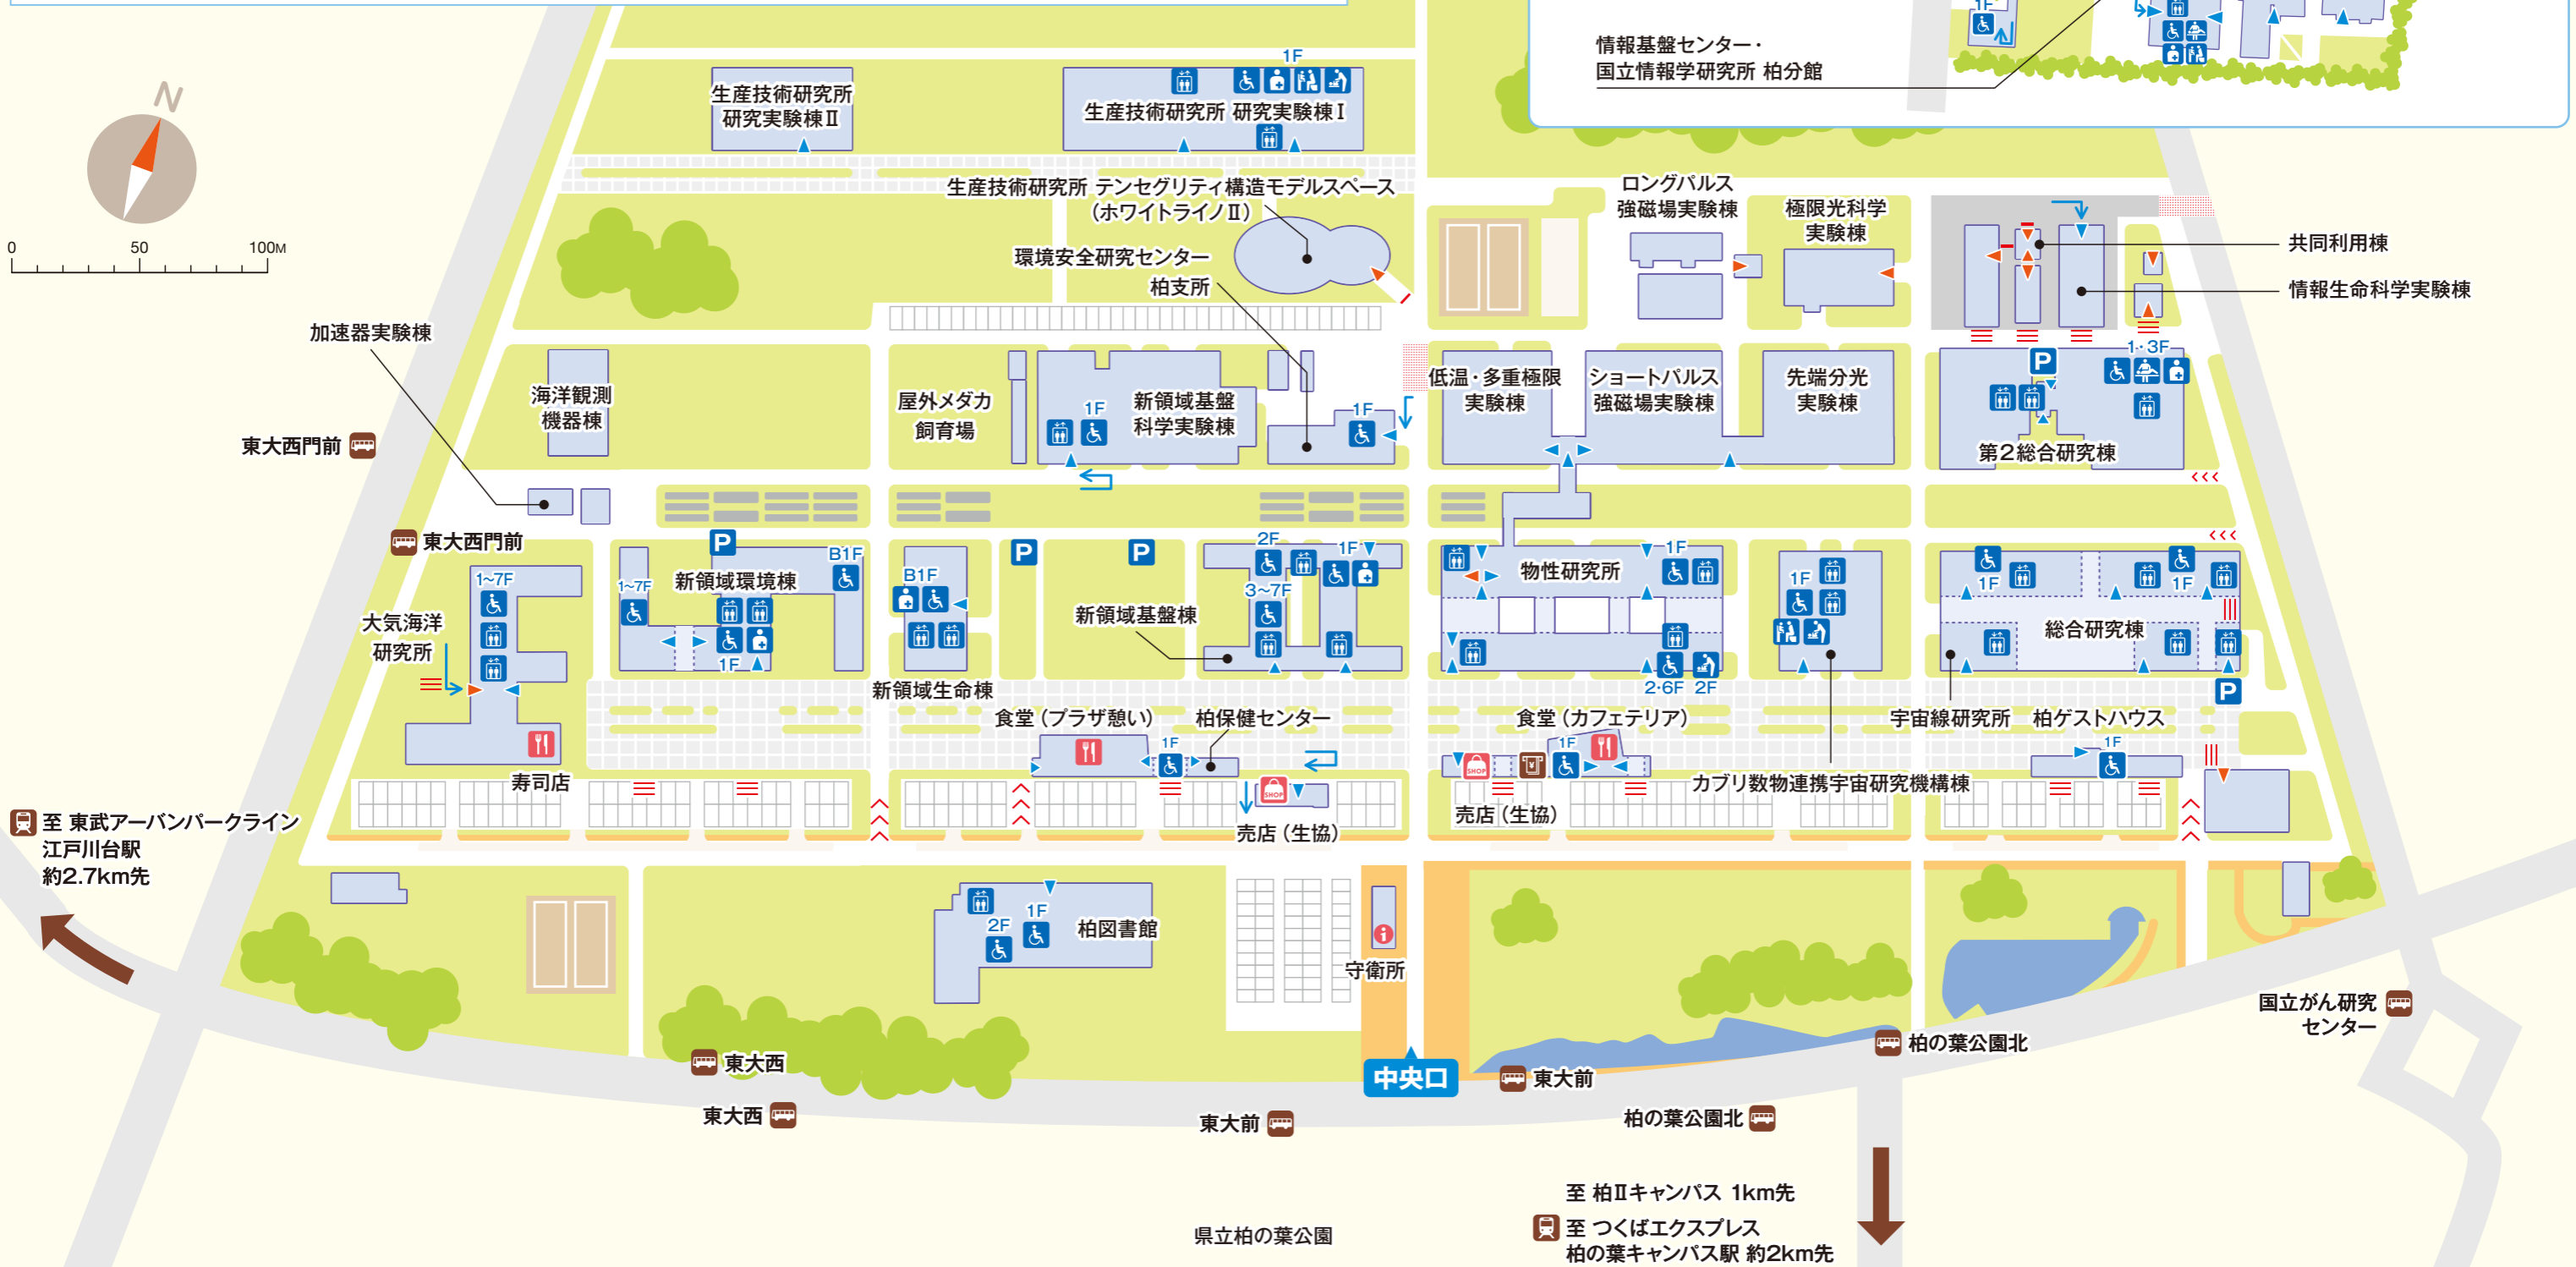 1F
情報基盤センター・
国立情報学研究所 柏分館
N
0 50 100M
生産技術研究所
研究実験棟Ⅱ
1F
生産技術研究所 研究実験棟Ⅰ
生産技術研究所 テンセグリティ構造モデルスペース
（ホワイトライノⅡ）
環境安全研究センター
柏支所
ロングパルス
強磁場実験棟
極限光科学
実験棟
共同利用棟
情報生命科学実験棟
加速器実験棟
海洋観測
機器棟
屋外メダカ
飼育場
1F
新領域基盤
科学実験棟
1F
低温・多重極限
実験棟
ショートパルス
強磁場実験棟
先端分光
実験棟
P
1・3F
第2総合研究棟
東大西門前
東大西門前
1~7F
大気海洋
研究所
P
1~7F
新領域環境棟
B1F
1F
B1F
新領域生命棟
P
P
新領域基盤棟
2F
1F
3~7F
物性研究所
1F
2・6F
2F
1F
1F
1F
総合研究棟
P
宇宙線研究所
柏ゲストハウス
1F
カブリ数物連携宇宙研究機構棟
寿司店
食堂（プラザ憩い）
柏保健センター
1F
SHOP
売店（生協）
食堂（カフェテリア）
SHOP
¥
1F
売店（生協）
至 東武アーバンパークライン
江戸川台駅
約2.7km先
2F
1F
柏図書館
i
守衛所
中央口
東大西
東大西
東大前
東大前
柏の葉公園北
柏の葉公園北
国立がん研究
センター
県立柏の葉公園
至 柏Ⅱキャンパス 1km先
至 つくばエクスプレス
柏の葉キャンパス駅 約2km先